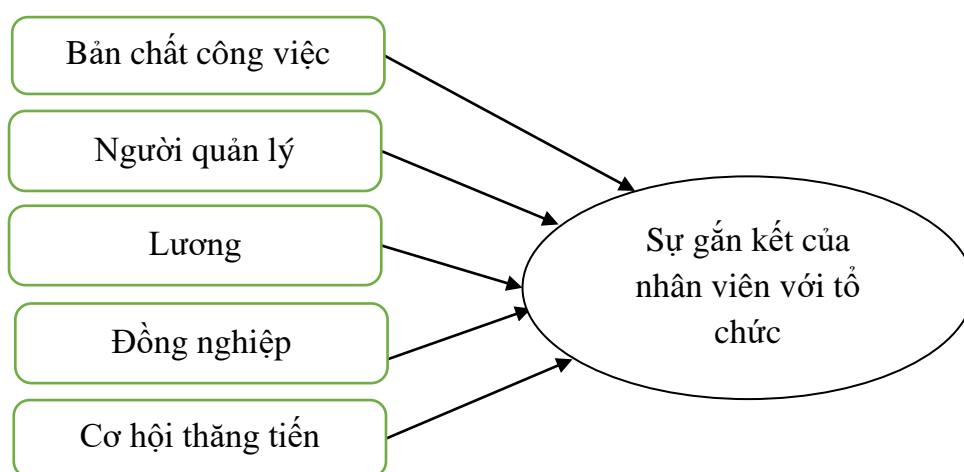 Bản chất công việc
Người quản lý
Lương
Đồng nghiệp
Cơ hội thăng tiến
Sự gắn kết của
nhân viên với tổ
chức